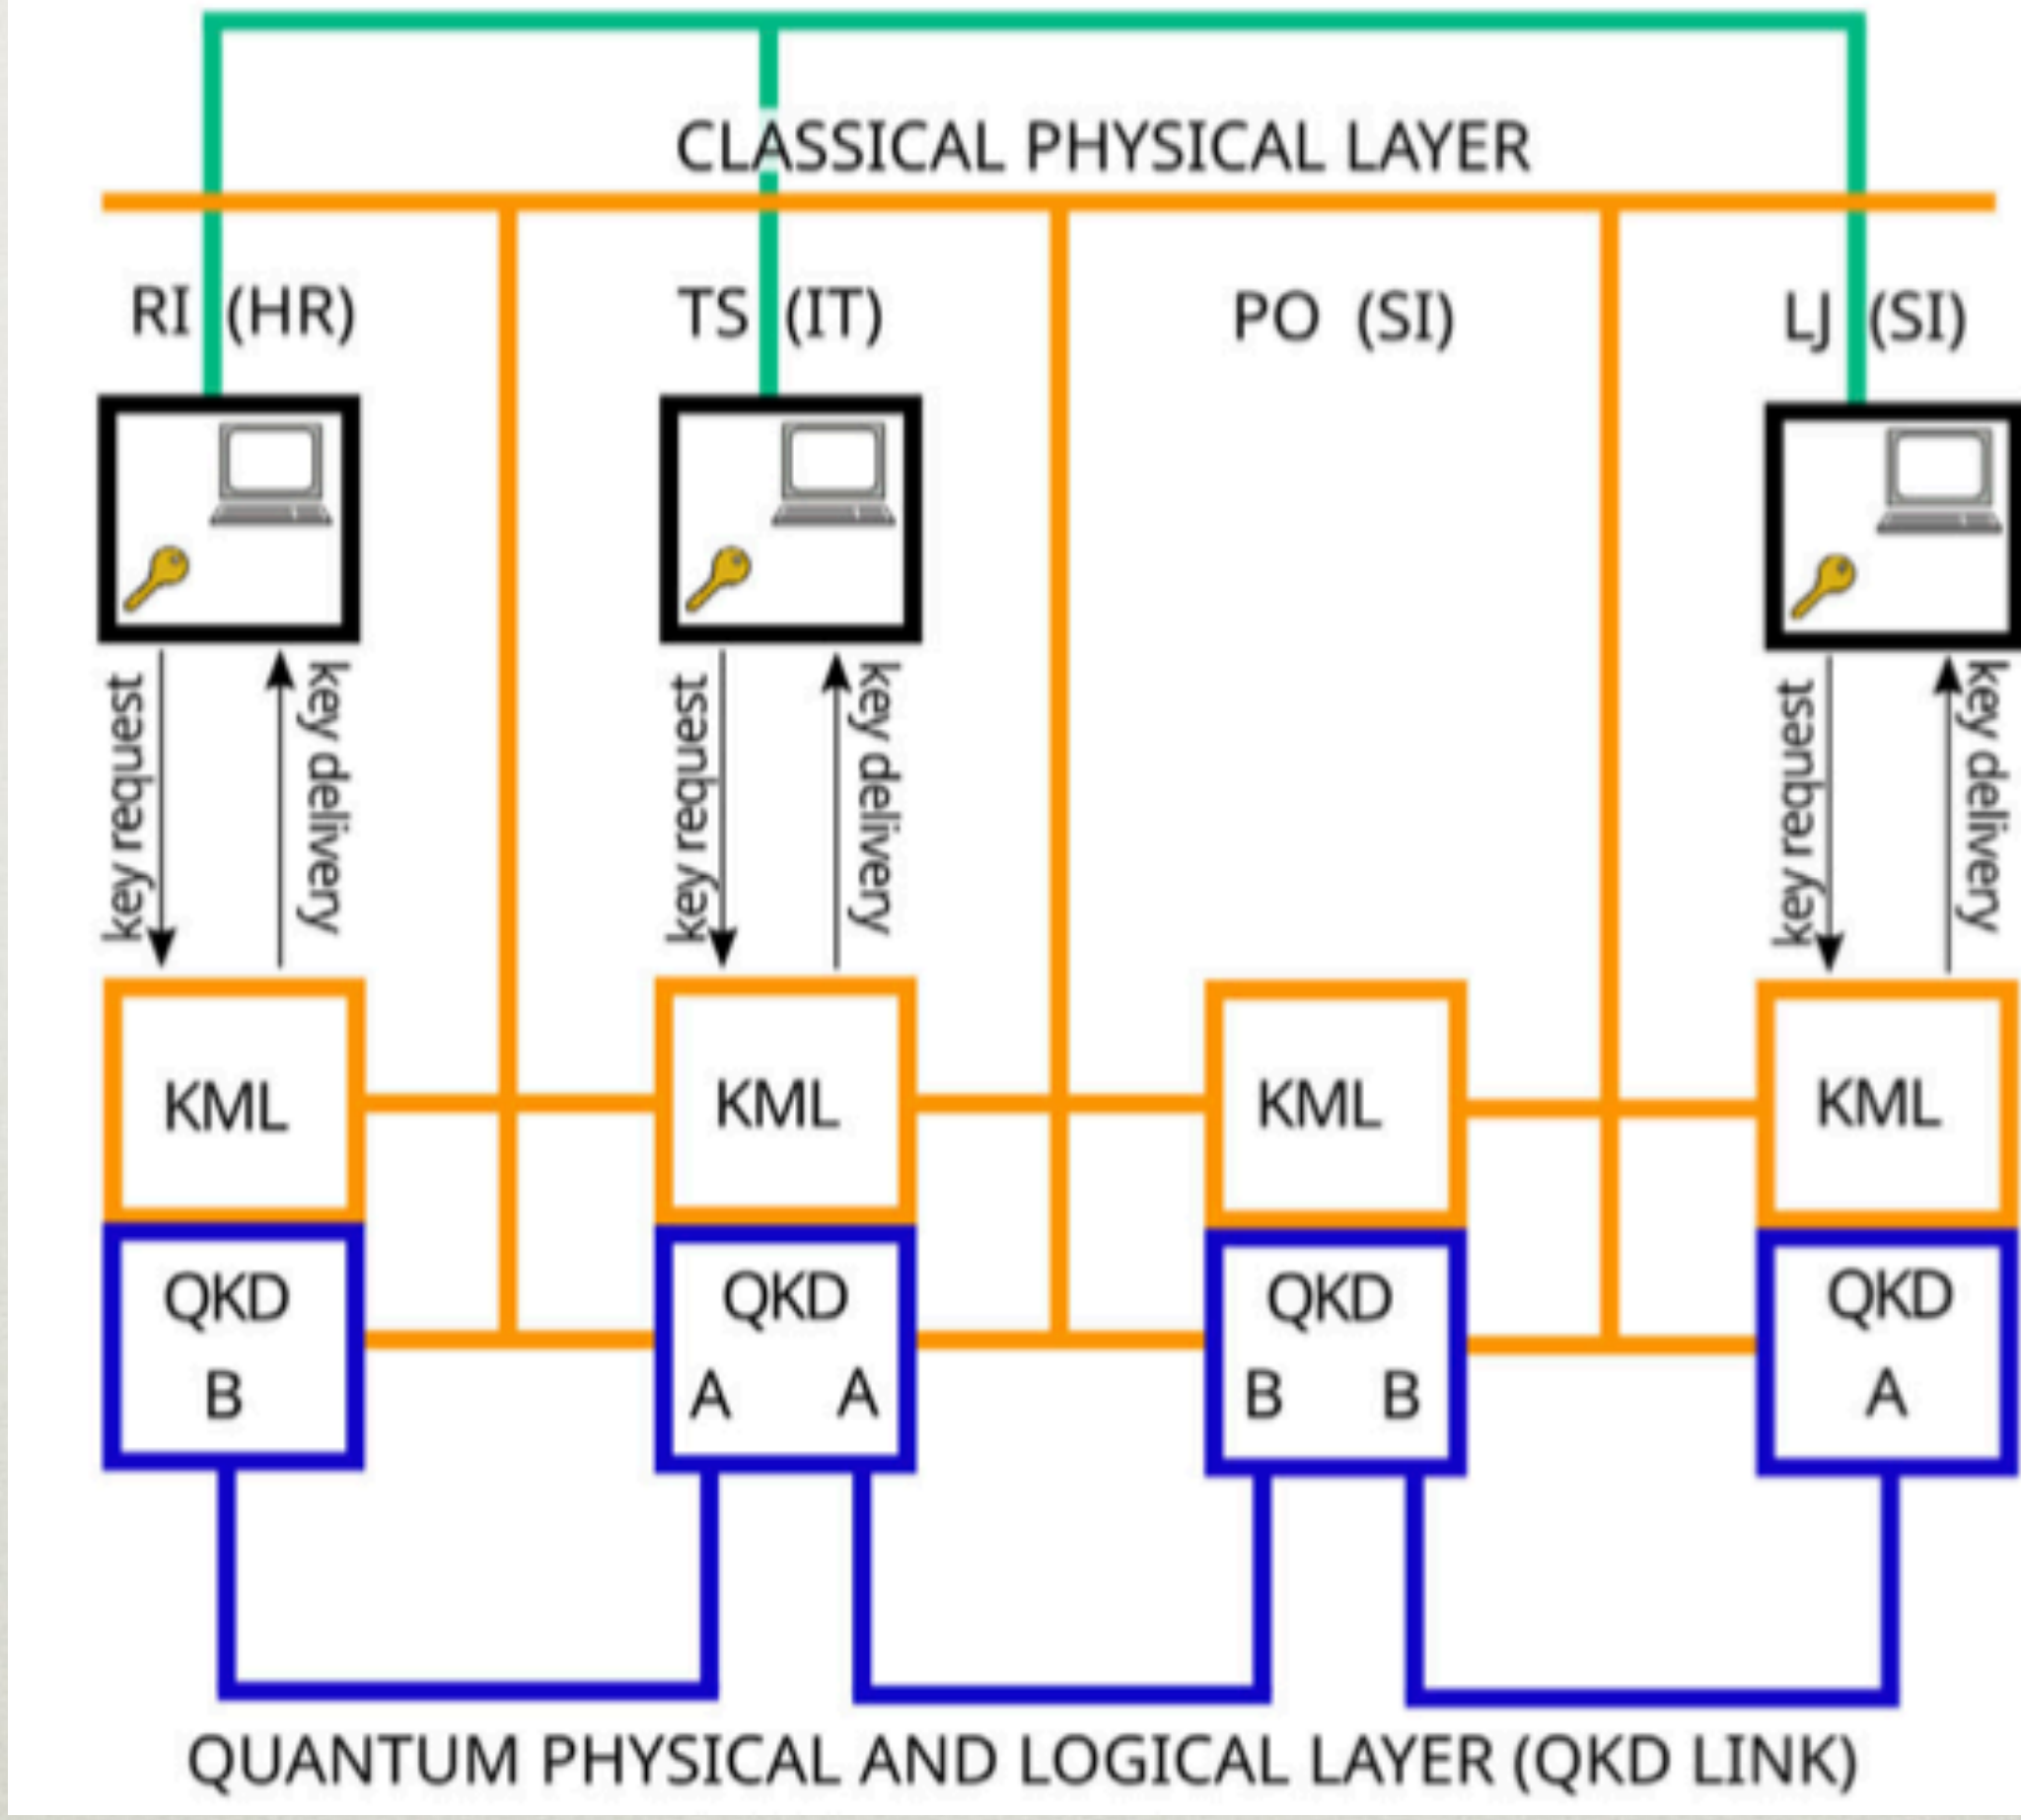 CLASSICAL PHYSICAL LAYER
RI (HR)
TS (IT)
PO (SI)
LJ (SI)
key request
key delivery
key request
key delivery
key request
key delivery
KML
KML
KML
KML
QKD
B
QKD
A A
QKD
B B
QKD
A
QUANTUM PHYSICAL AND LOGICAL LAYER (QKD LINK)